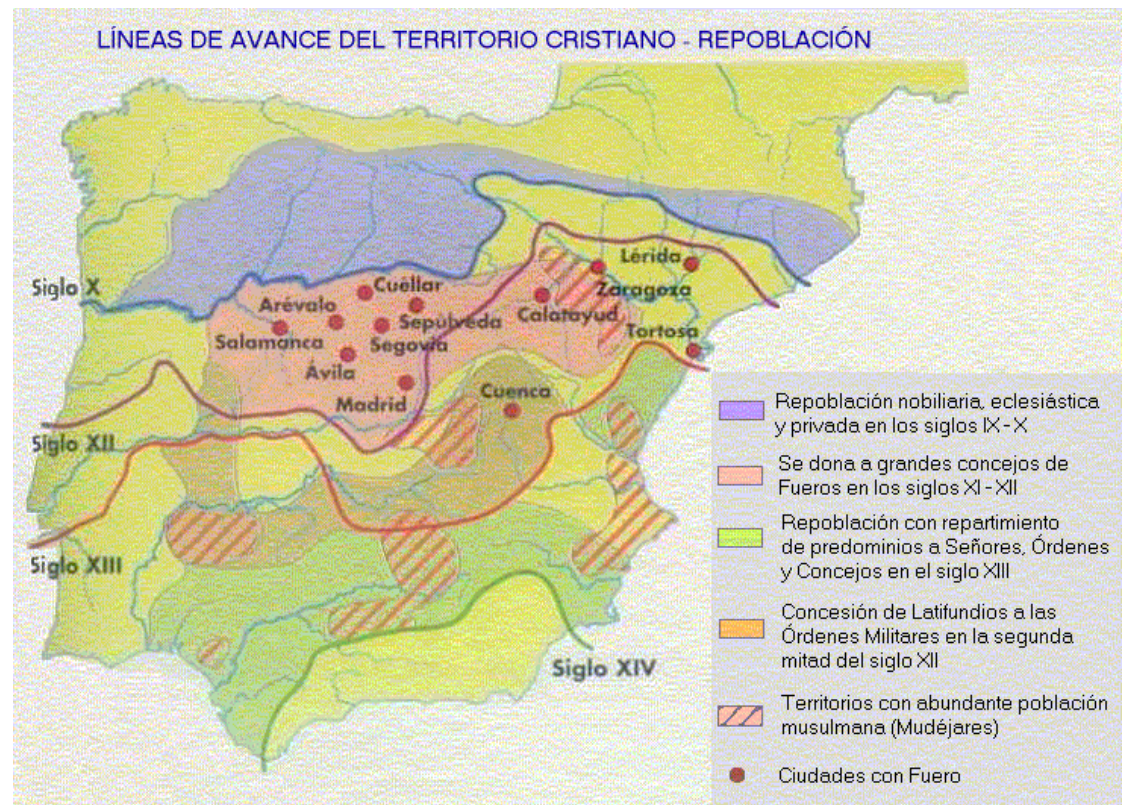 LÍNEAS DE AVANCE DEL TERRITORIO CRISTIANO - REPOBLACIÓN
Siglo X
Cuéllar
Arévalo
Sepúlveda
Salamanca
Segovia
Ávila
Madrid
Lérida
Zaragoza
Calatayud
Tortosa
Cuenca
Siglo XII
Siglo XIII
Siglo XIV
Repoblación nobiliaria, eclesiástica
y privada en los siglos IX - X
Se dona a grandes concejos de
Fueros en los siglos XI - XII
Repoblación con repartimiento
de predominios a Señores, Órdenes
y Concejos en el siglo XIII
Concesión de Latifundios a las
Órdenes Militares en la segunda
mitad del siglo XII
Territorios con abundante población
musulmana (Mudéjares)
Ciudades con Fuero